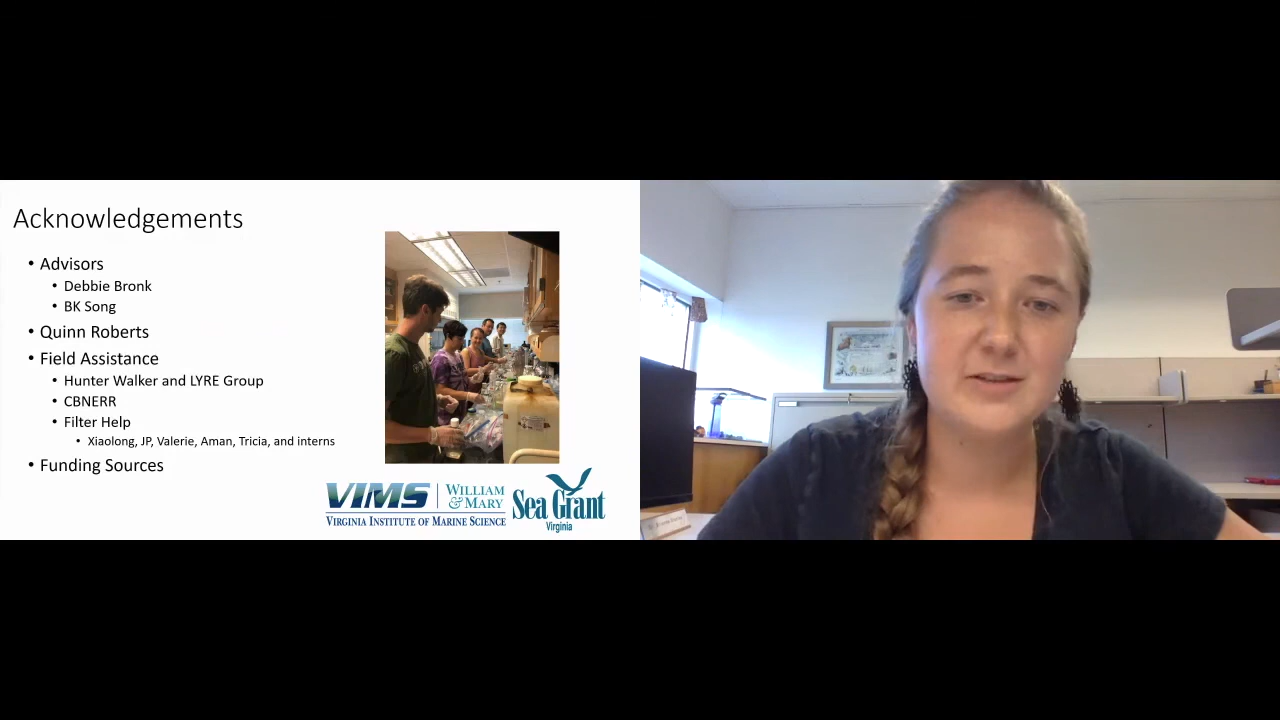 Acknowledgements
• Advisors
• Debbie Bronk
• BK Song
• Quinn Roberts
• Field Assistance
• Hunter Walker and LYRE Group
• CBNERR
• Filter Help
• Xiaolong, JP, Valerie, Aman, Tricia, and interns
• Funding Sources
VIMS | WILLIAM & MARY
VIRGINIA INSTITUTE OF MARINE SCIENCE
Sea Grant
Virginia